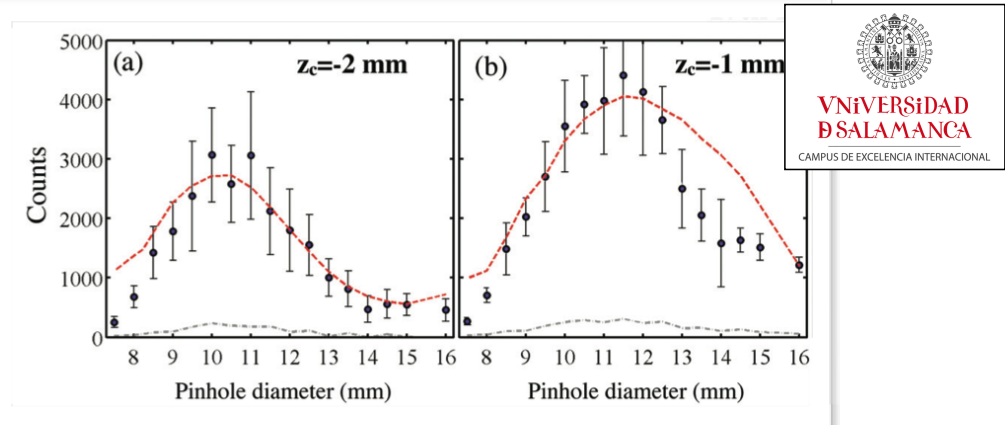 (a)
z_c=-2 mm
(b)
z_c=-1 mm
5000
4000
3000
2000
1000
0
Counts
8 9 10 11 12 13 14 15 16
8 9 10 11 12 13 14 15 16
Pinhole diameter (mm)
Pinhole diameter (mm)
VNiVERSiDAD
D SALAMANCA
CAMPUS DE EXCELENCIA INTERNACIONAL